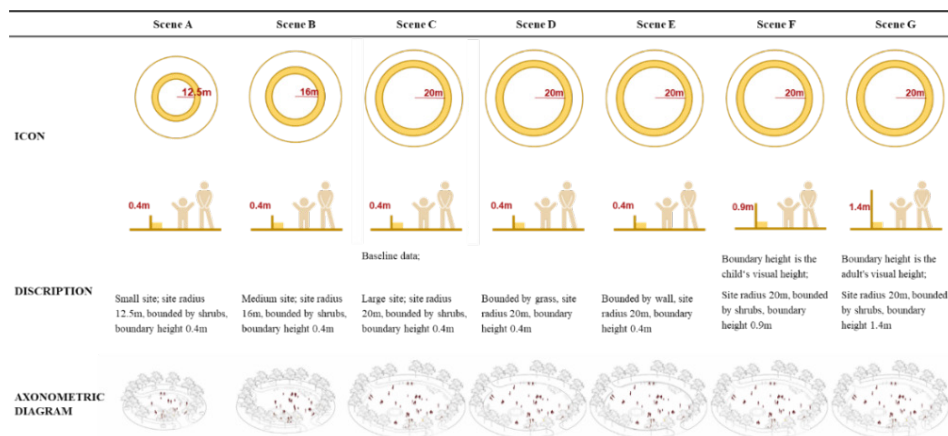 Scene A Scene B Scene C Scene D Scene E Scene F Scene G
12.5m 16m 20m 20m 20m 20m 20m
ICON
0.4m 0.4m 0.4m 0.4m 0.4m 0.9m 1.4m
DISCRIPTION
Small site; site radius
12.5m, bounded by shrubs,
boundary height 0.4m
Medium site; site radius
16m, bounded by shrubs,
boundary height 0.4m
Baseline data;
Large site; site radius
20m, bounded by shrubs,
boundary height 0.4m
Bounded by grass, site
radius 20m, boundary
height 0.4m
Bounded by wall, site
radius 20m, boundary
height 0.4m
Boundary height is the
child's visual height;
Site radius 20m, bounded
by shrubs, boundary
height 0.9m
Boundary height is the
adult's visual height;
Site radius 20m, bounded
by shrubs, boundary
height 1.4m
AXONOMETRIC
DIAGRAM